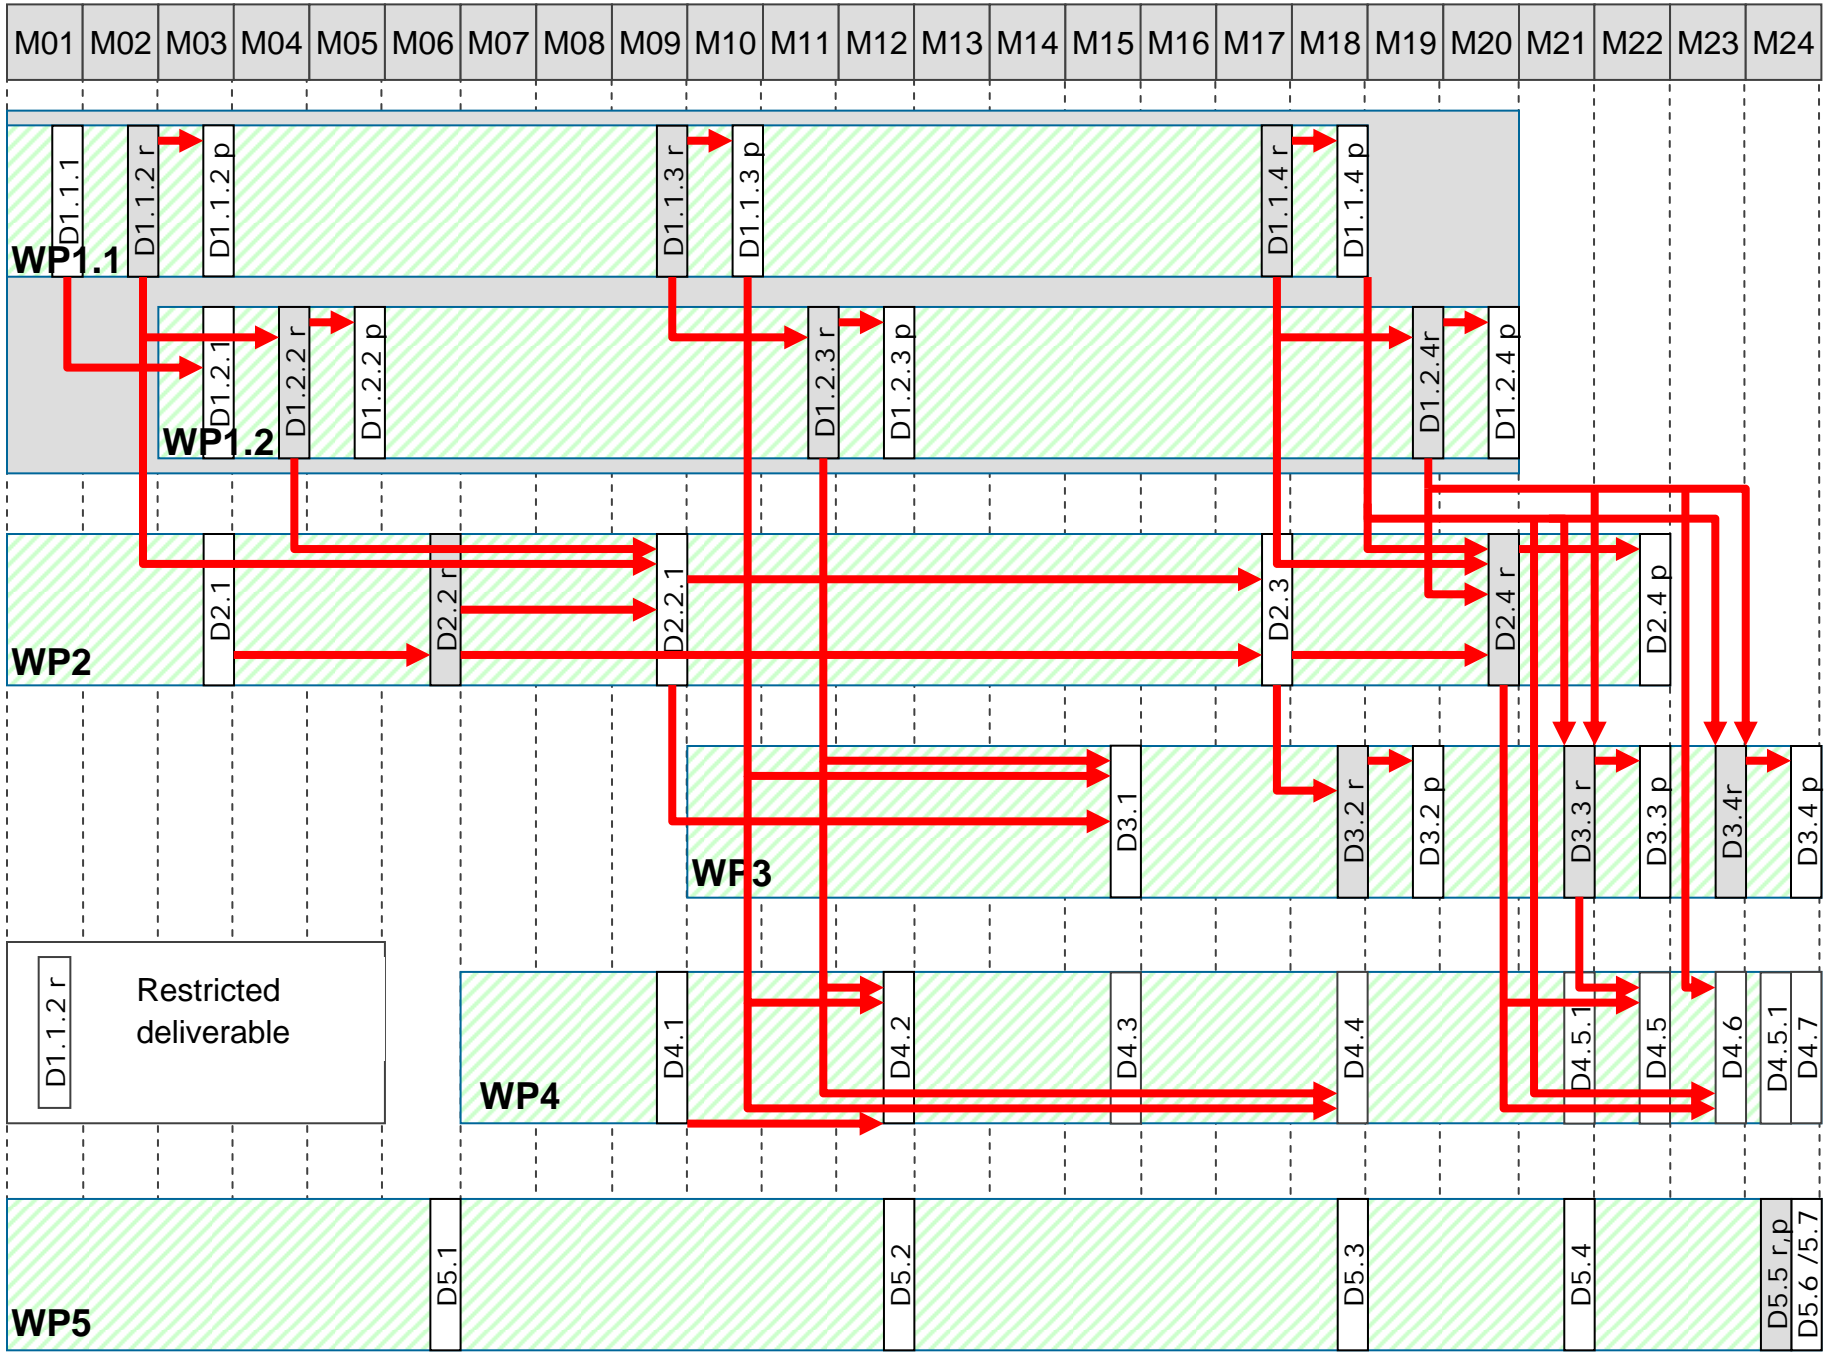 M01 M02 M03 M04 M05 M06 M07 M08 M09 M10 M11 M12 M13 M14 M15 M16 M17 M18 M19 M20 M21 M22 M23 M24
D1.1.1
D1.1.2 r
D1.1.2 p
D1.1.3 r
D1.1.3 p
D1.1.4 r
D1.1.4 p
WP1.1
D1.2.1
D1.2.2 r
D1.2.2 p
D1.2.3 r
D1.2.3 p
D1.2.4r
D1.2.4 p
WP1.2
D2.1
D2.2 r
D2.2.1
D2.3
D2.4 r
D2.4 p
WP2
D3.1
D3.2 r
D3.2 p
D3.3 r
D3.3 p
D3.4r
D3.4 p
WP3
D1.1.2 r
Restricted
deliverable
D4.1
D4.2
D4.3
D4.4
D4.5.1
D4.5
D4.6
D4.5.1
D4.7
WP4
D5.1
D5.2
D5.3
D5.4
D5.5 r,p
D5.6 /5.7
WP5